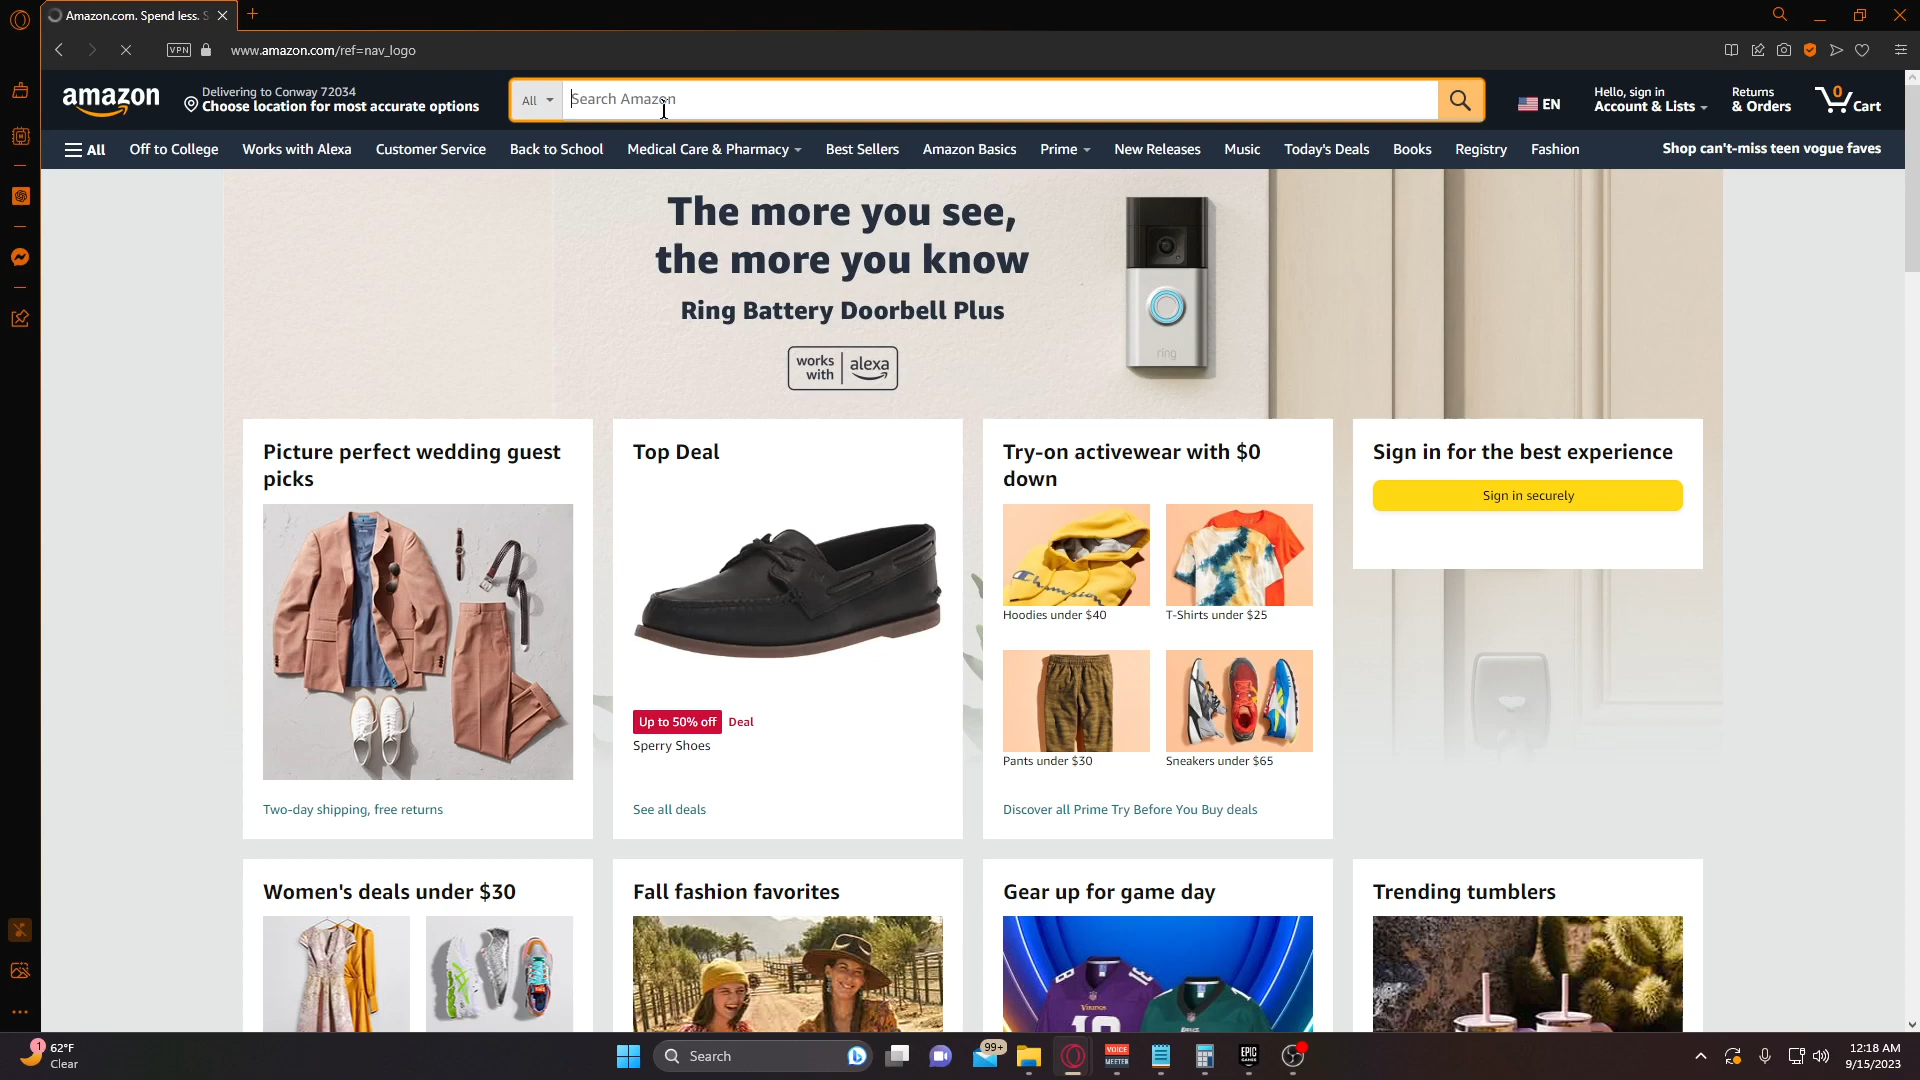 Amazon.com. Spend less. S
VPN
www.amazon.com/ref=nav_logo
amazon
Delivering to Conway 72034
Choose location for most accurate options
All
Search Amazon
EN
Hello, sign in
Account & Lists
Returns
& Orders
0
Cart
All
Off to College
Works with Alexa
Customer Service
Back to School
Medical Care & Pharmacy
Best Sellers
Amazon Basics
Prime
New Releases
Music
Today's Deals
Books
Registry
Fashion
Shop can't-miss teen vogue faves
The more you see,
the more you know
Ring Battery Doorbell Plus
works
with
alexa
ring
Picture perfect wedding guest
picks
Two-day shipping, free returns
Top Deal
Up to 50% off
Deal
Sperry Shoes
See all deals
Try-on activewear with $0
down
Champion
Hoodies under $40
T-Shirts under $25
Pants under $30
Sneakers under $65
Discover all Prime Try Before You Buy deals
Sign in for the best experience
Sign in securely
Women's deals under $30
Fall fashion favorites
Gear up for game day
VIKINGS
Trending tumblers
1
62°F
Clear
Search
99+
VOICE
MEETER
EPIC
GAMES
12:18 AM
9/15/2023